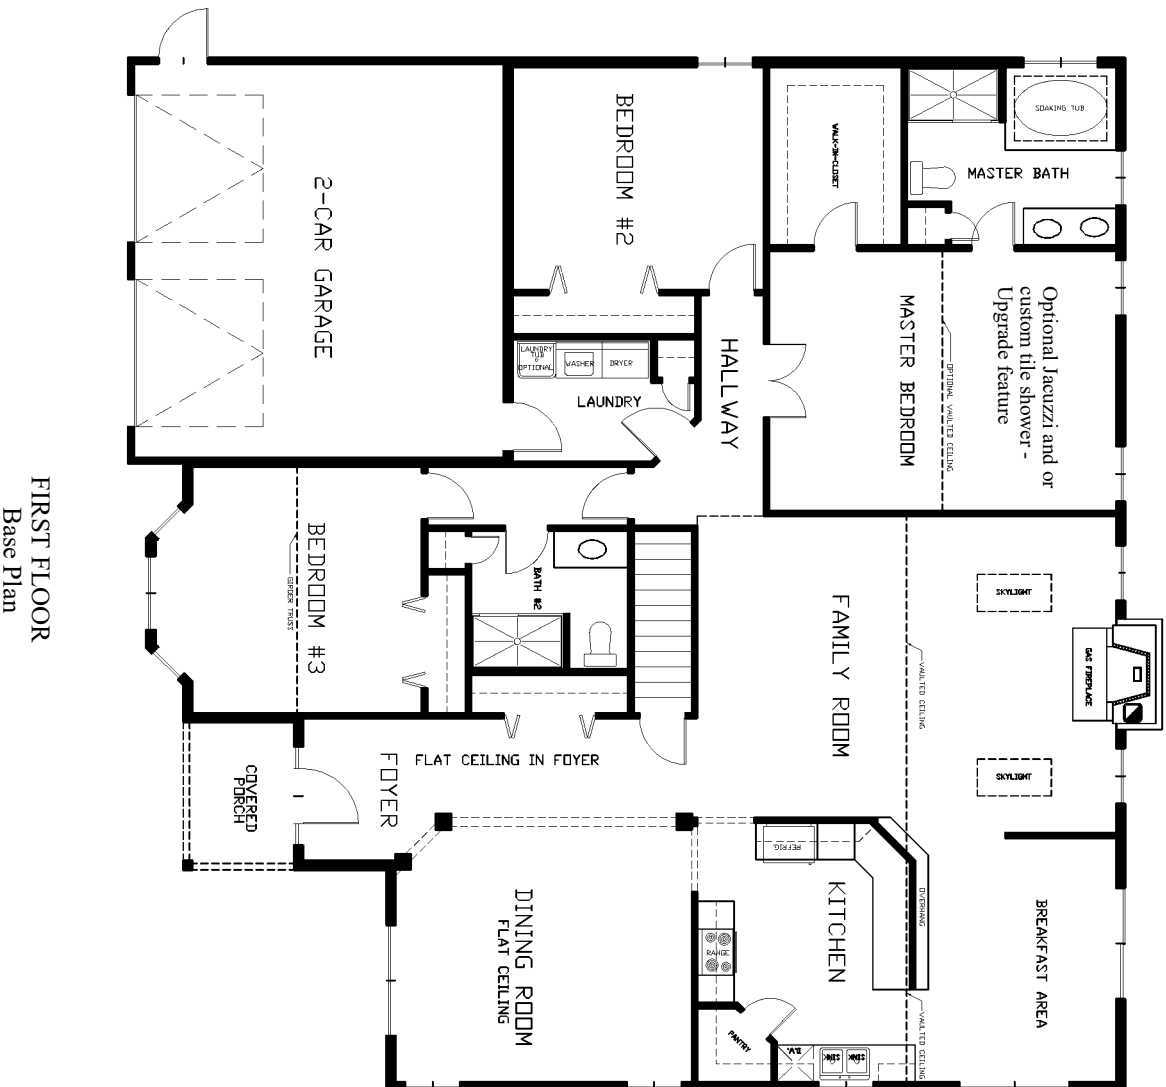 SOAKING TUB
MASTER BATH
WALK-IN-CLOSET
BEDROOM #2
2-CAR GARAGE
Optional Jacuzzi and or
custom tile shower -
Upgrade feature
MASTER BEDROOM
OPTIONAL VAULTED CEILING
HALLWAY
LAUNDRY
TUB
OPTIONAL
WASHER
DRYER
LAUNDRY
FIRST FLOOR
Base Plan
BEDROOM #3
GIRDER TRUSS
BATH #2
FAMILY ROOM
SKYLIGHT
VAULTED CEILING
GAS FIREPLACE
SKYLIGHT
FLAT CEILING IN FOYER
FOYER
COVERED
PORCH
REFRIG.
KITCHEN
OVERHANG
BREAKFAST AREA
DINING ROOM
FLAT CEILING
RANGE
PANTRY
D.W.
SINK
SINK
VAULTED CEILING